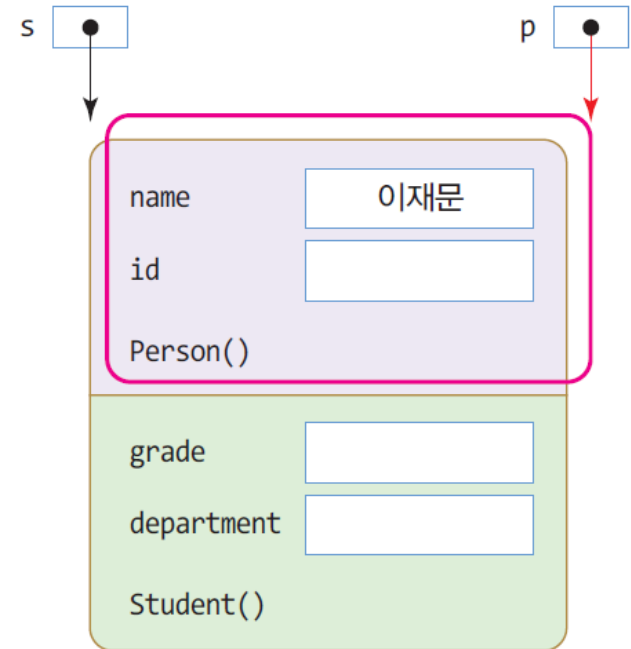 s p
name 이재문
id
Person()
grade
department
Student()